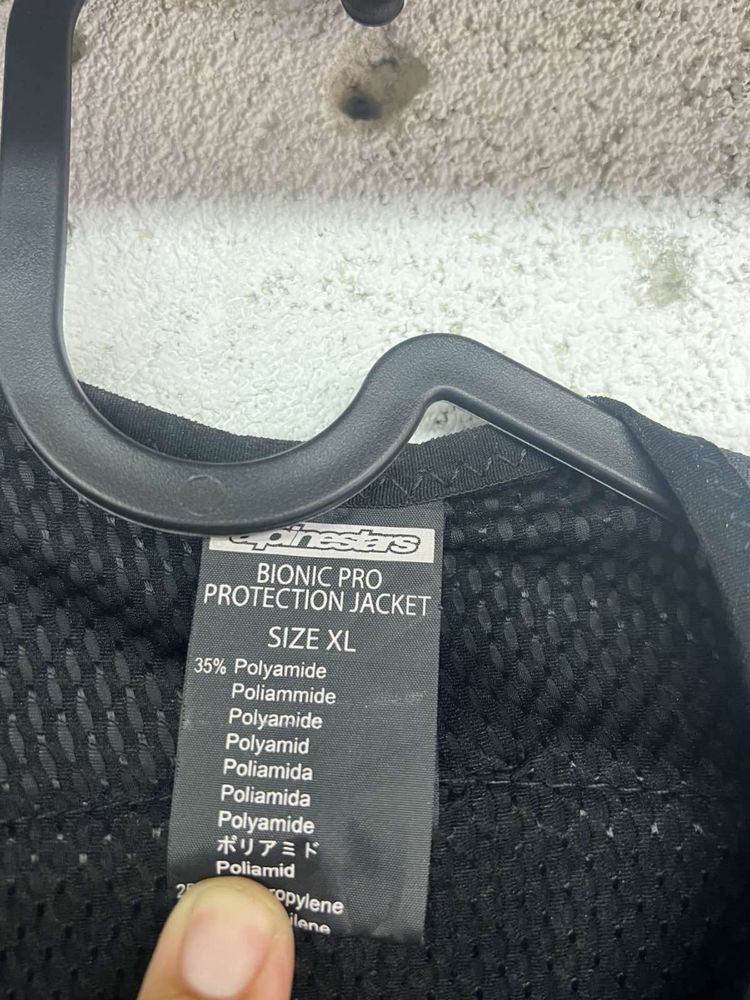 alpinestars
BIONIC PRO
PROTECTION JACKET
SIZE XL
35% Polyamide
Poliammide
Polyamide
Polyamid
Poliamida
Poliamida
Polyamide
ポリアミド
Poliamid